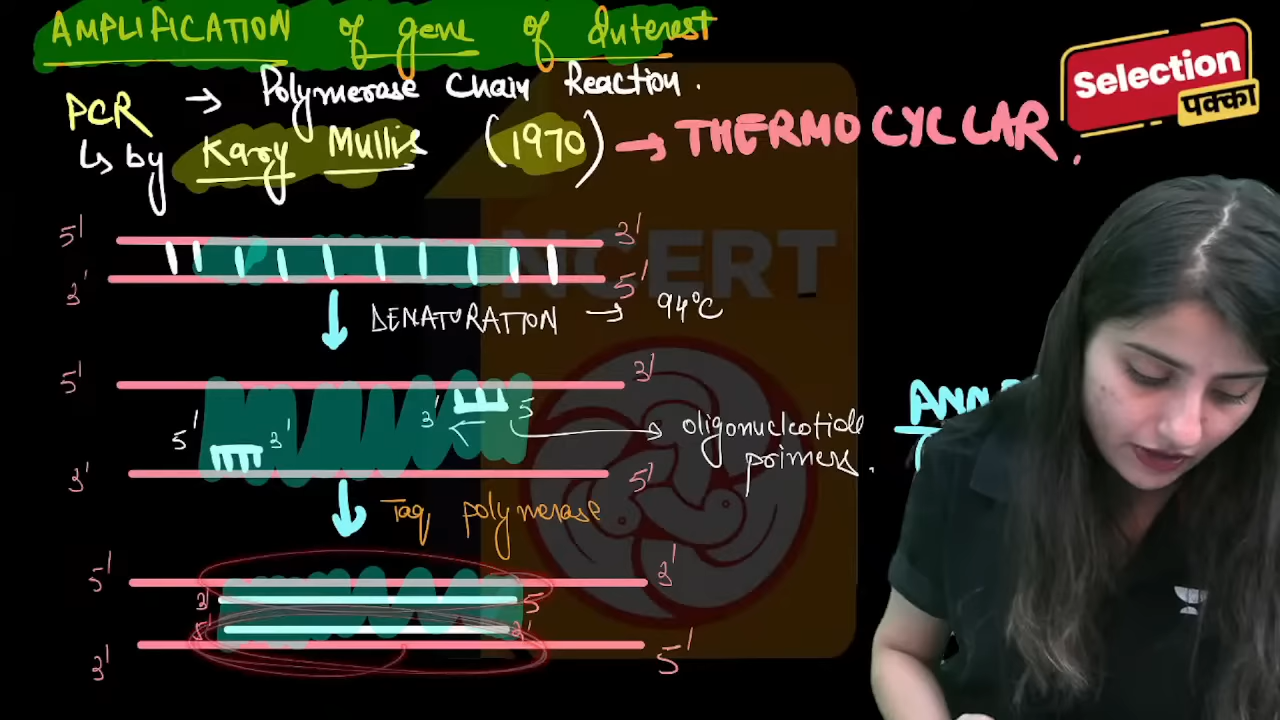 AMPLIFICATION of gene of interest
PCR → Polymerase Chain Reaction.
↳ by Kary Mullis (1970) → THERMOCYCLAR.
Selection
पक्का
5' 3'
3' 5'
NCERT
DENATURATION → 94°C
5' 3'
3' 5
5' 3'
oligonucleotide
primers.
3' 5'
Taq polymerase
5' 3'
3' 5
5' 3'
3' 5'